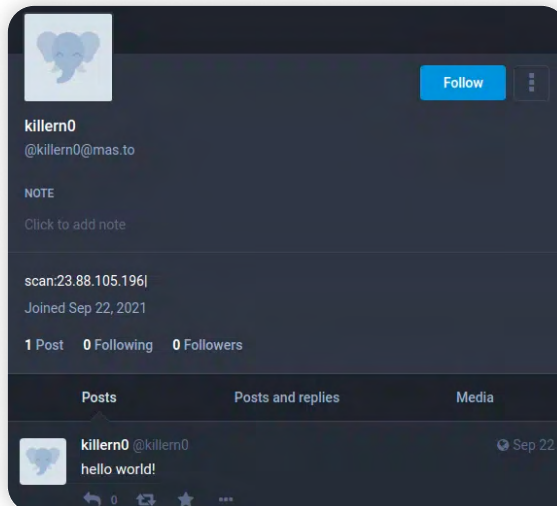 Follow
killern0
@killern0@mas.to
NOTE
Click to add note
scan:23.88.105.196|
Joined Sep 22, 2021
1 Post 0 Following 0 Followers
Posts Posts and replies Media
killern0 @killern0 Sep 22
hello world!
0